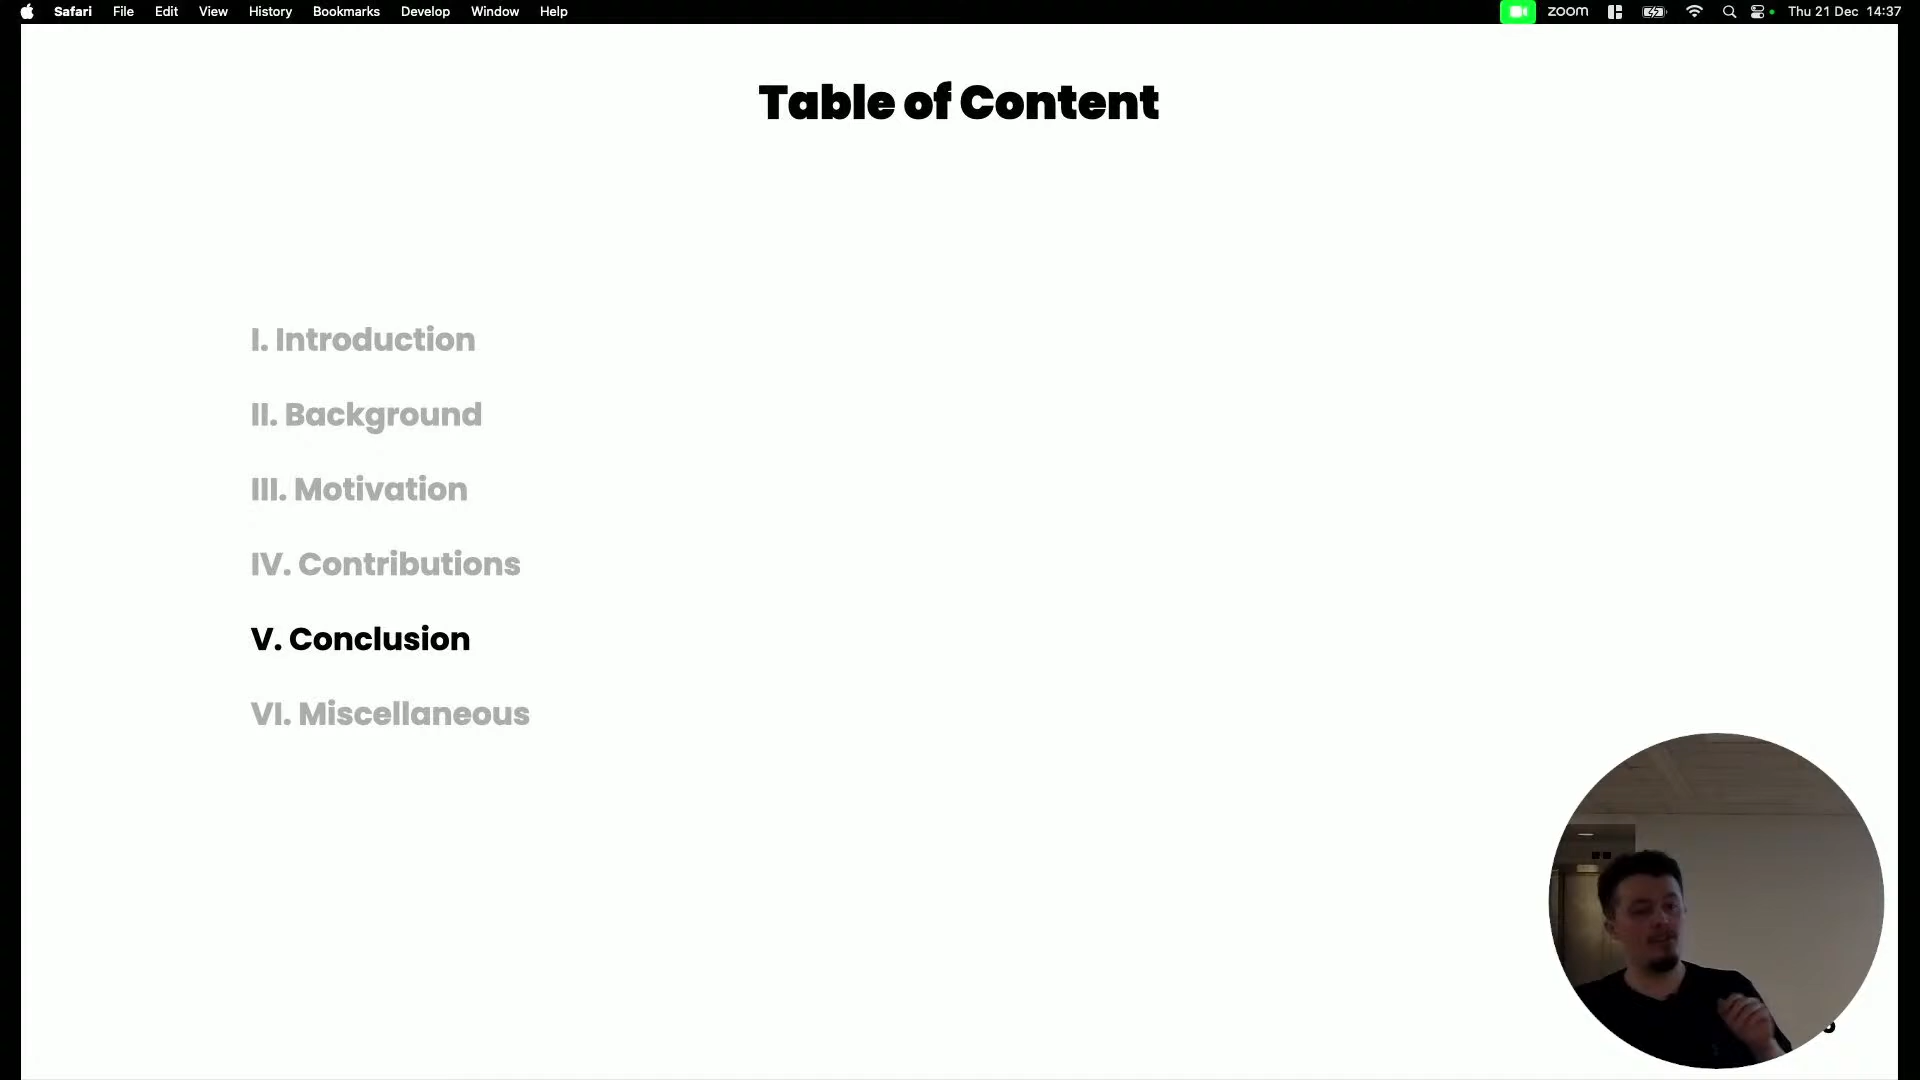 Safari File Edit View History Bookmarks Develop Window Help zoom Thu 21 Dec 14:37
Table of Content
I. Introduction
II. Background
III. Motivation
IV. Contributions
V. Conclusion
VI. Miscellaneous